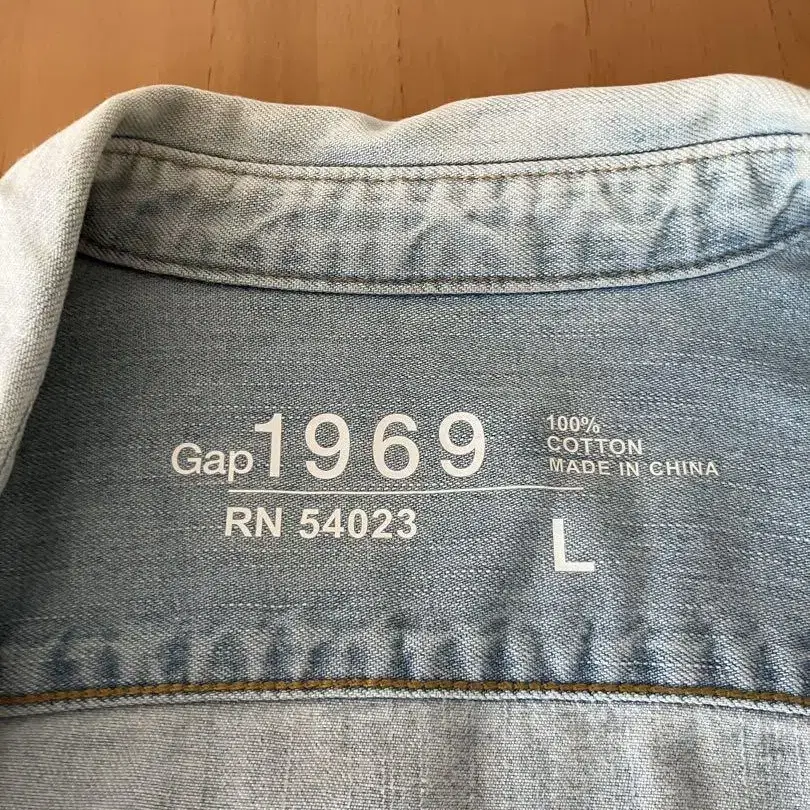 Gap1969
RN 54023
100%
COTTON
MADE IN CHINA
L